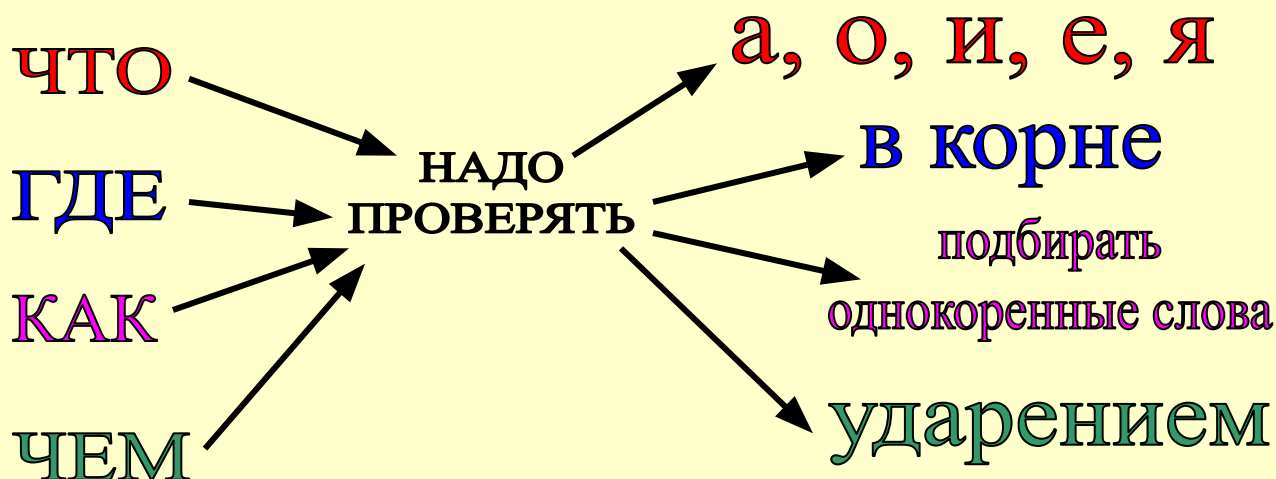 ЧТО
ГДЕ
КАК
ЧЕМ
НАДО
ПРОВЕРЯТЬ
а, о, и, е, я
в корне
подбирать
однокоренные слова
ударением